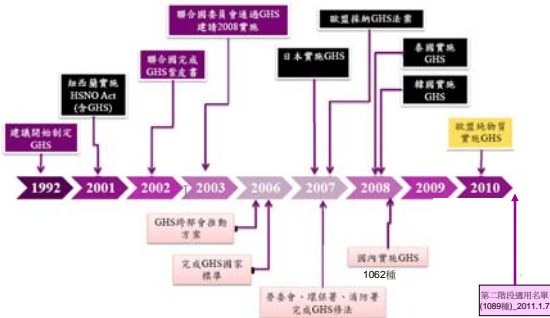 聯合國委員會通過GHS
建請2008實施
歐盟採納GHS法案
聯合國完成
GHS紫皮書
日本實施GHS
泰國實施
GHS
紐西蘭實施
HSNO Act
(含GHS)
韓國實施
GHS
建議開始制定
GHS
歐盟純物質
實施GHS
1992
2001
2002
2003
2006
2007
2008
2009
2010
GHS跨部會推動
方案
完成GHS國家
標準
勞委會、環保署、消防署
完成GHS修法
國內實施GHS
1062種
第二階段適用名單
(1089種)_2011.1.7